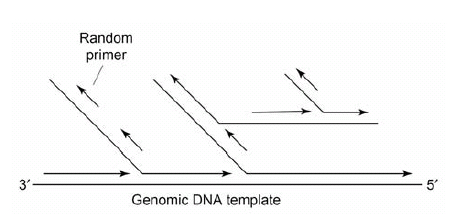 Random
primer
3′
5′
Genomic DNA template